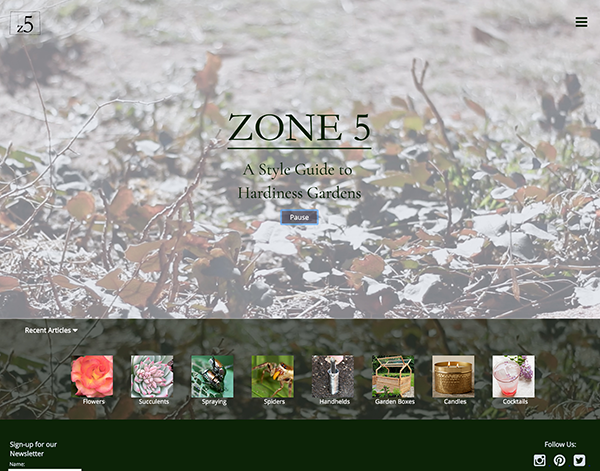 z5
ZONE 5
A Style Guide to
Hardiness Gardens
Pause
Recent Articles
Flowers
Succulents
Spraying
Spiders
Handhelds
Garden Boxes
Candles
Cocktails
Sign-up for our
Newsletter
Name:
Follow Us: